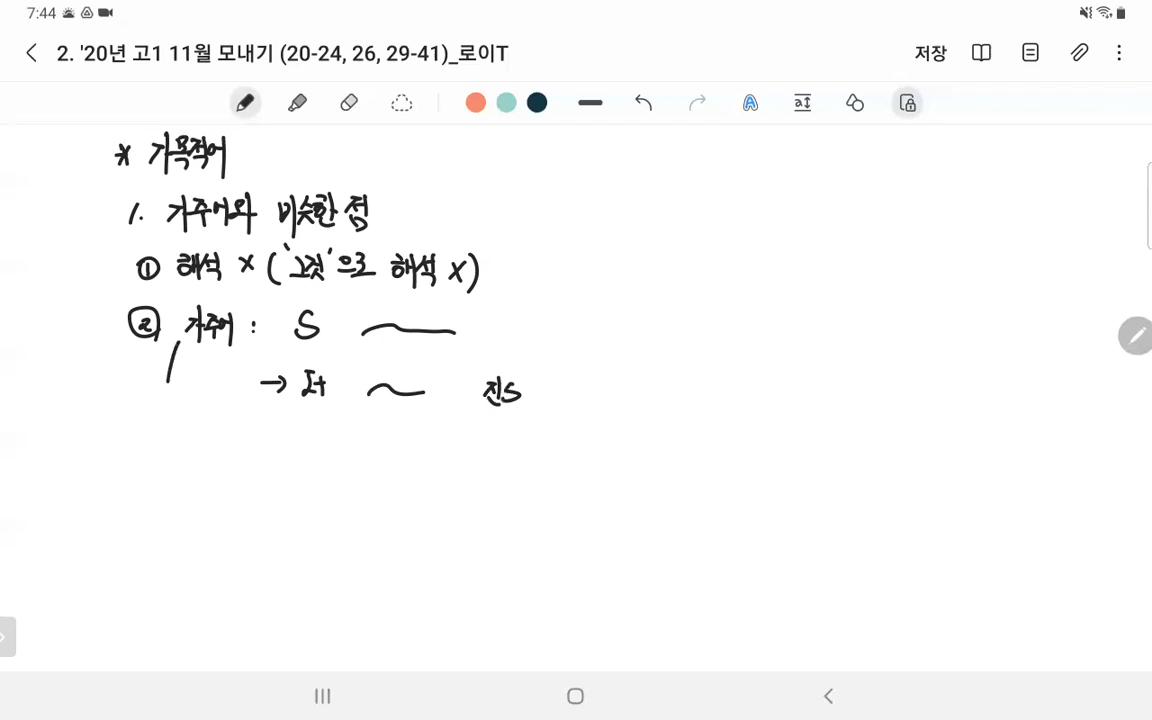 7:44
2. '20년 고1 11월 모내기 (20-24, 26, 29-41)_로이T
저장
* 가목적어
1. 가주어와 비슷한 점
① 해석 X ('그것'으로 해석 X)
② 가주어 : S
→ It 진S